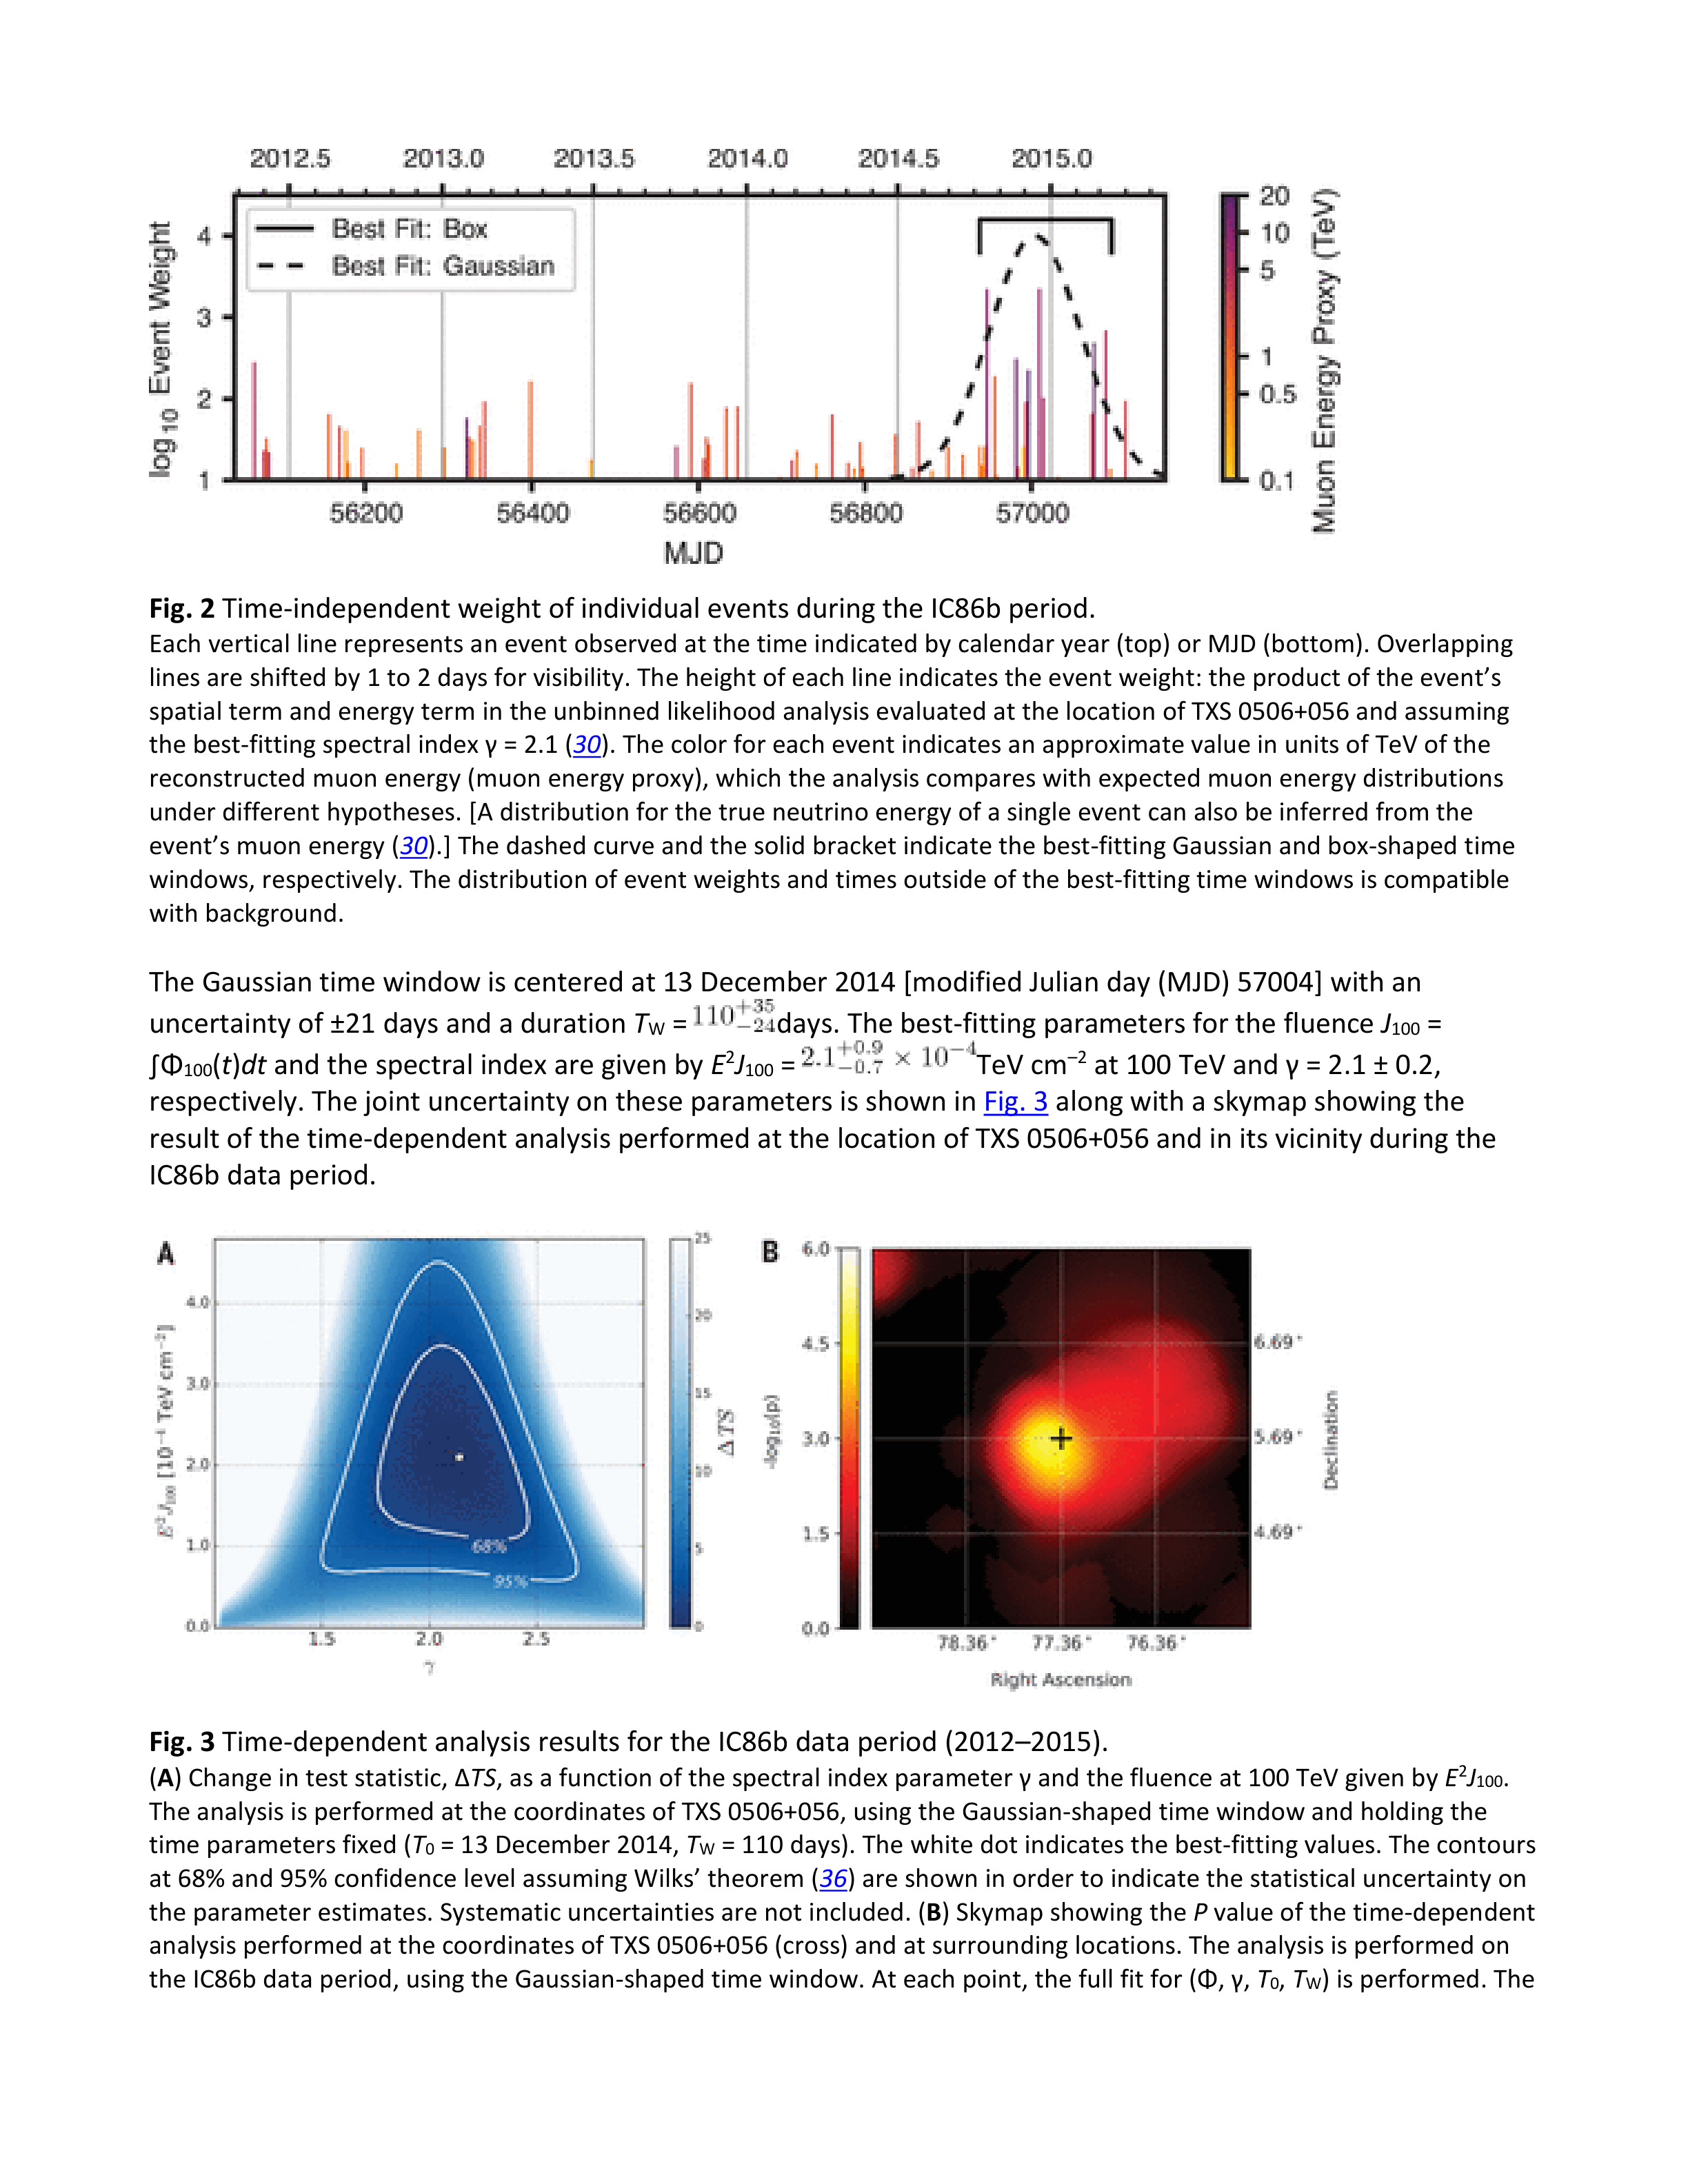 2012.5 2013.0 2013.5 2014.0 2014.5 2015.0
log10 Event Weight
4
3
2
1
Best Fit: Box
Best Fit: Gaussian
56200 56400 56600 56800 57000
MJD
20
10
5
1
0.5
0.1
Muon Energy Proxy (TeV)
Fig. 2 Time-independent weight of individual events during the IC86b period.
Each vertical line represents an event observed at the time indicated by calendar year (top) or MJD (bottom). Overlapping
lines are shifted by 1 to 2 days for visibility. The height of each line indicates the event weight: the product of the event’s
spatial term and energy term in the unbinned likelihood analysis evaluated at the location of TXS 0506+056 and assuming
the best-fitting spectral index γ = 2.1 (30). The color for each event indicates an approximate value in units of TeV of the
reconstructed muon energy (muon energy proxy), which the analysis compares with expected muon energy distributions
under different hypotheses. [A distribution for the true neutrino energy of a single event can also be inferred from the
event’s muon energy (30).] The dashed curve and the solid bracket indicate the best-fitting Gaussian and box-shaped time
windows, respectively. The distribution of event weights and times outside of the best-fitting time windows is compatible
with background.
The Gaussian time window is centered at 13 December 2014 [modified Julian day (MJD) 57004] with an
uncertainty of ±21 days and a duration TW = 110+35−24days. The best-fitting parameters for the fluence J100 =
∫Φ100(t)dt and the spectral index are given by E²J100 = 2.1+0.9−0.7 × 10−4TeV cm−2 at 100 TeV and γ = 2.1 ± 0.2,
respectively. The joint uncertainty on these parameters is shown in Fig. 3 along with a skymap showing the
result of the time-dependent analysis performed at the location of TXS 0506+056 and in its vicinity during the
IC86b data period.
A
E²J100 [10−4 TeV cm−2]
4.0
3.0
2.0
1.0
0.0
68%
95%
1.5 2.0 2.5
γ
25
20
15
10
5
0
ΔTS
B
6.0
4.5
3.0
1.5
0.0
-log10(p)
6.69°
5.69°
4.69°
Declination
78.36° 77.36° 76.36°
Right Ascension
Fig. 3 Time-dependent analysis results for the IC86b data period (2012–2015).
(A) Change in test statistic, ΔTS, as a function of the spectral index parameter γ and the fluence at 100 TeV given by E²J100.
The analysis is performed at the coordinates of TXS 0506+056, using the Gaussian-shaped time window and holding the
time parameters fixed (T0 = 13 December 2014, TW = 110 days). The white dot indicates the best-fitting values. The contours
at 68% and 95% confidence level assuming Wilks’ theorem (36) are shown in order to indicate the statistical uncertainty on
the parameter estimates. Systematic uncertainties are not included. (B) Skymap showing the P value of the time-dependent
analysis performed at the coordinates of TXS 0506+056 (cross) and at surrounding locations. The analysis is performed on
the IC86b data period, using the Gaussian-shaped time window. At each point, the full fit for (Φ, γ, T0, TW) is performed. The